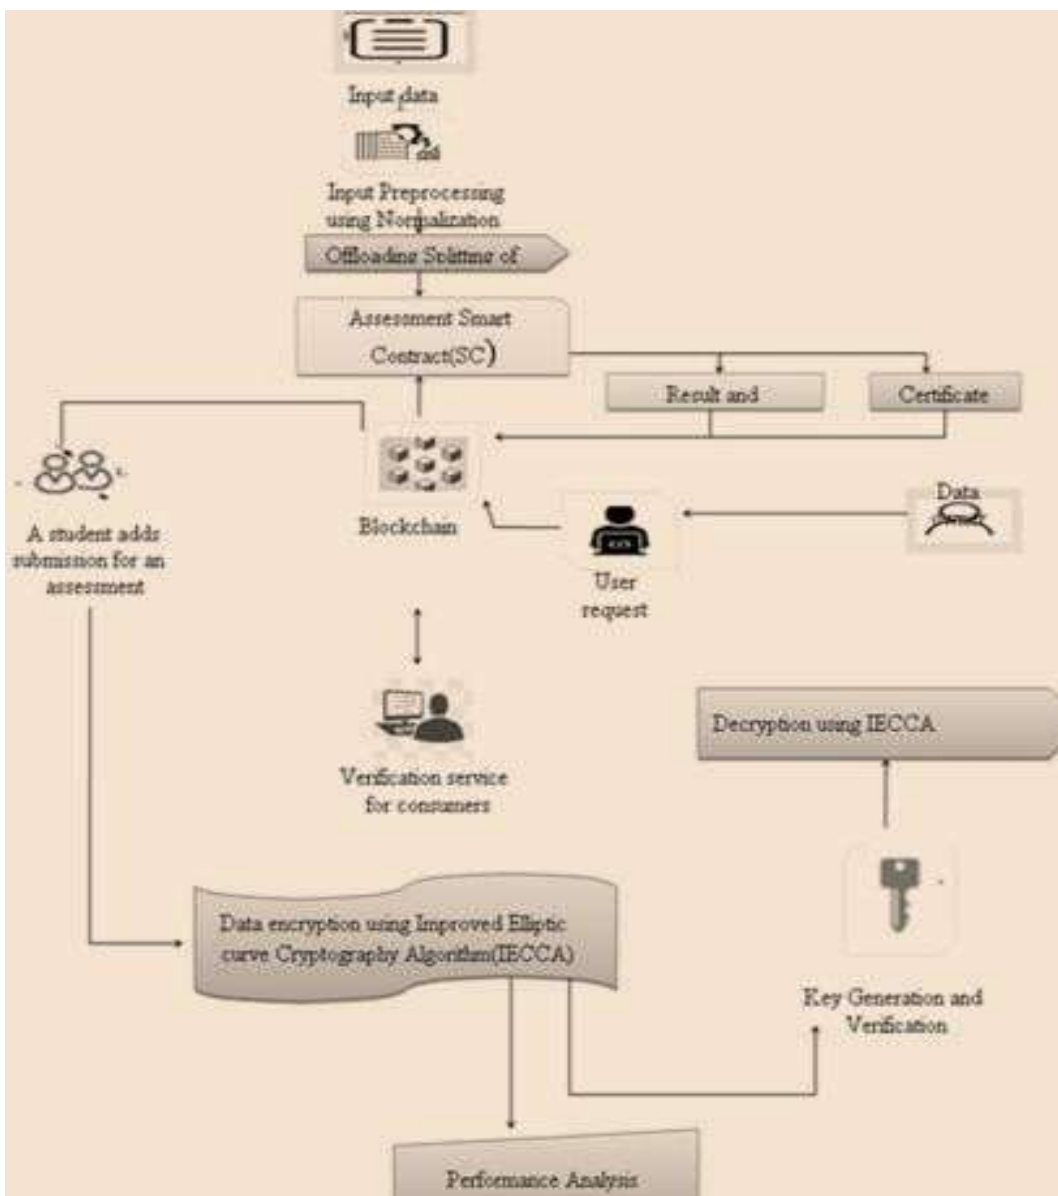 Input data
Input Preprocessing
using Normalization
Offloading Splitting of
Assessment Smart
Contract(SC)
Result and
Certificate
Data
Blockchain
A student adds
submission for an
assessment
User
request
Decryption using IECCA
Verification service
for consumers
Data encryption using Improved Elliptic
curve Cryptography Algorithm(IECCA)
Key Generation and
Verification
Performance Analysis